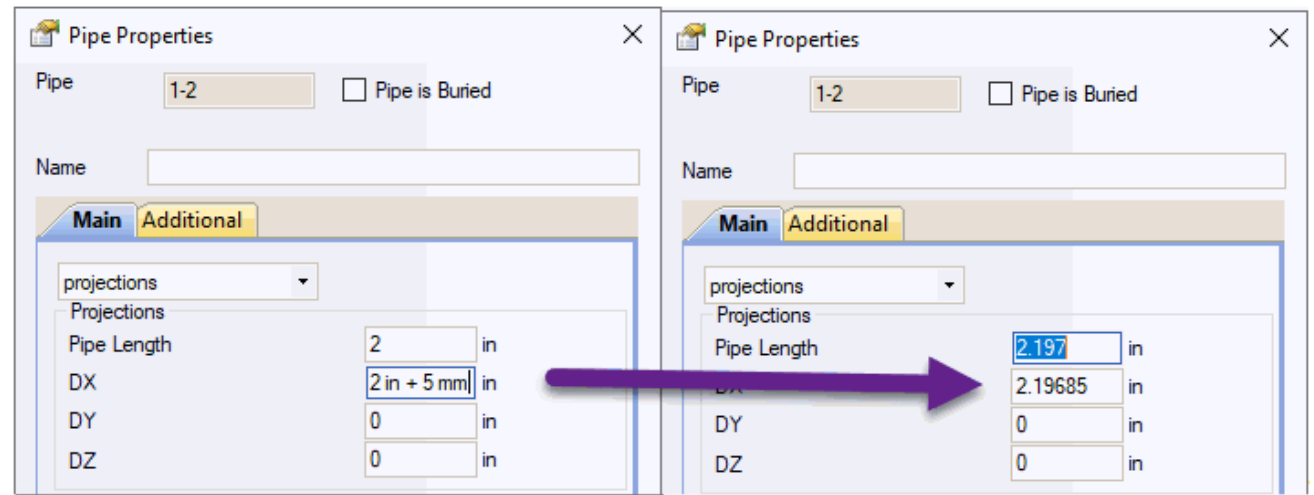 Pipe Properties
Pipe 1-2 Pipe is Buried
Name
Main Additional
projections
Projections
Pipe Length 2 in
DX 2 in + 5 mm in
DY 0 in
DZ 0 in
Pipe Properties
Pipe 1-2 Pipe is Buried
Name
Main Additional
projections
Projections
Pipe Length 2.197 in
DX 2.19685 in
DY 0 in
DZ 0 in